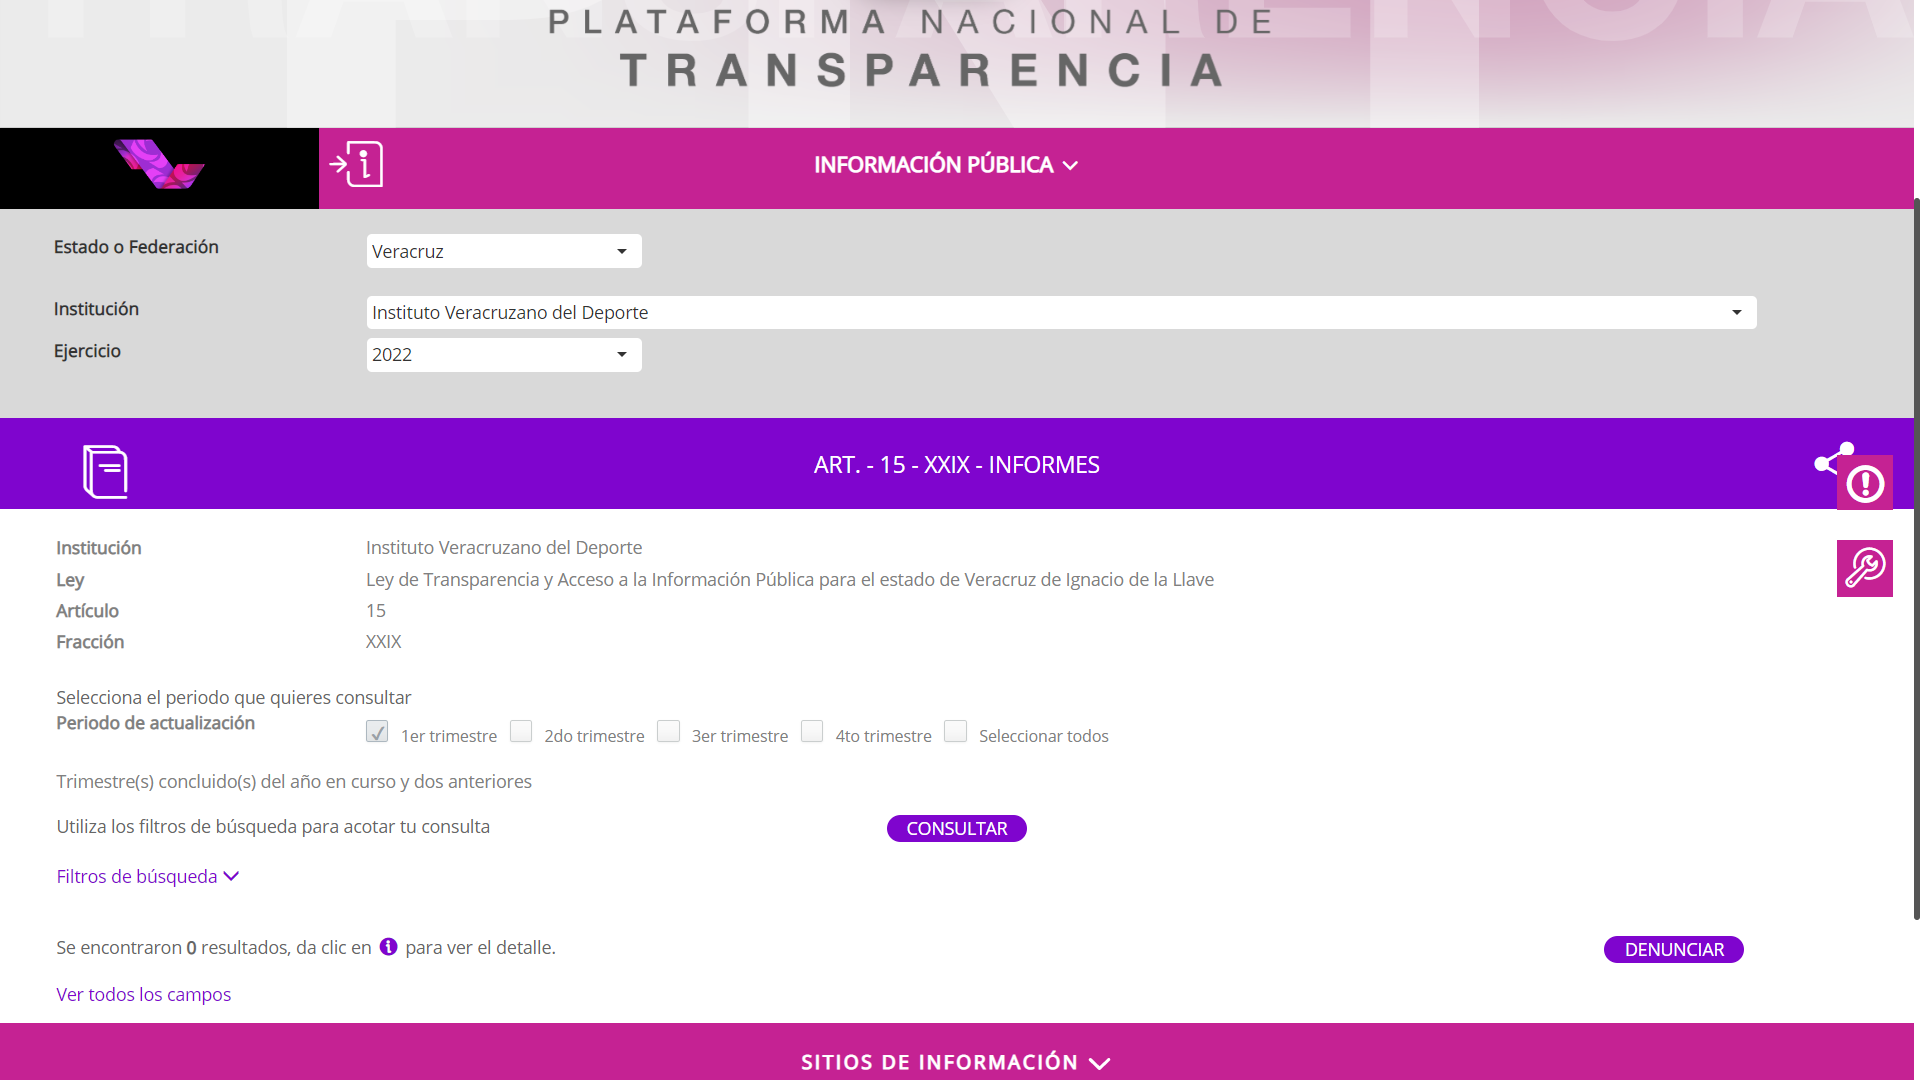 PLATAFORMA NACIONAL DE
TRANSPARENCIA
INFORMACIÓN PÚBLICA
Estado o Federación
Veracruz
Institución
Instituto Veracruzano del Deporte
Ejercicio
2022
ART. - 15 - XXIX - INFORMES
Institución
Instituto Veracruzano del Deporte
Ley
Ley de Transparencia y Acceso a la Información Pública para el estado de Veracruz de Ignacio de la Llave
Artículo
15
Fracción
XXIX
Selecciona el periodo que quieres consultar
Periodo de actualización
1er trimestre 2do trimestre 3er trimestre 4to trimestre Seleccionar todos
Trimestre(s) concluido(s) del año en curso y dos anteriores
Utiliza los filtros de búsqueda para acotar tu consulta
CONSULTAR
Filtros de búsqueda
Se encontraron 0 resultados, da clic en i para ver el detalle.
DENUNCIAR
Ver todos los campos
SITIOS DE INFORMACIÓN